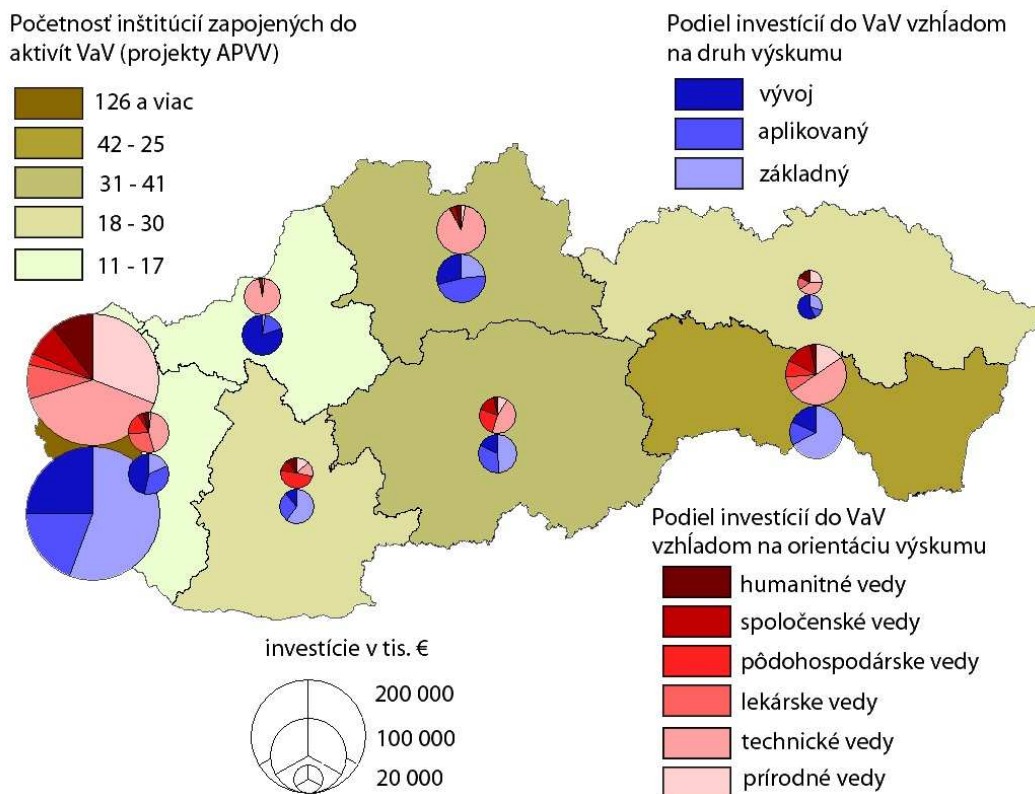 Početnosť inštitúcií zapojených do
aktivít VaV (projekty APVV)
126 a viac
42 - 25
31 - 41
18 - 30
11 - 17
Podiel investícií do VaV vzhĺadom
na druh výskumu
vývoj
aplikovaný
základný
investície v tis. €
200 000
100 000
20 000
Podiel investícií do VaV
vzhĺadom na orientáciu výskumu
humanitné vedy
spoločenské vedy
pôdohospodárske vedy
lekárske vedy
technické vedy
prírodné vedy